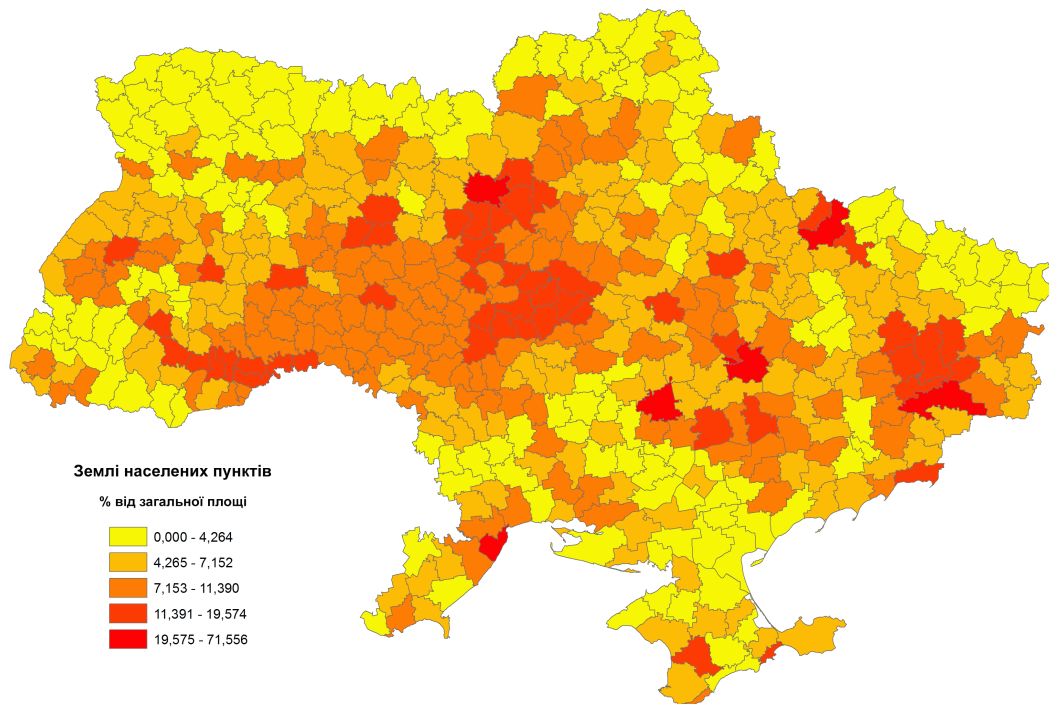 Землі населених пунктів
% від загальної площі
0,000 - 4,264
4,265 - 7,152
7,153 - 11,390
11,391 - 19,574
19,575 - 71,556